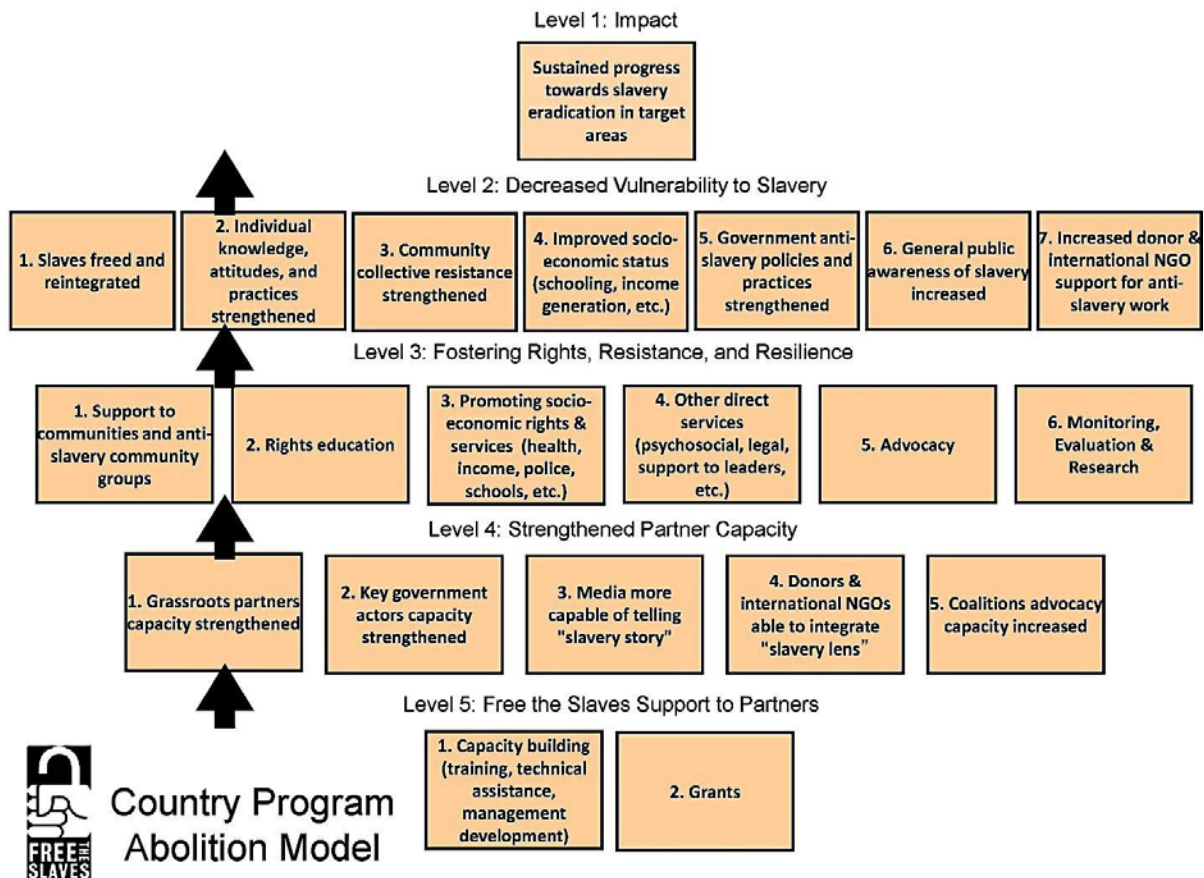 Level 1: Impact
Sustained progress
towards slavery
eradication in target
areas
Level 2: Decreased Vulnerability to Slavery
1. Slaves freed and
reintegrated
2. Individual
knowledge,
attitudes, and
practices
strengthened
3. Community
collective resistance
strengthened
4. Improved socio-
economic status
(schooling, income
generation, etc.)
5. Government anti-
slavery policies and
practices
strengthened
6. General public
awareness of slavery
increased
7. Increased donor &
international NGO
support for anti-
slavery work
Level 3: Fostering Rights, Resistance, and Resilience
1. Support to
communities and anti-
slavery community
groups
2. Rights education
3. Promoting socio-
economic rights &
services (health,
income, police,
schools, etc.)
4. Other direct
services
(psychosocial, legal,
support to leaders,
etc.)
5. Advocacy
6. Monitoring,
Evaluation &
Research
Level 4: Strengthened Partner Capacity
1. Grassroots partners
capacity strengthened
2. Key government
actors capacity
strengthened
3. Media more
capable of telling
"slavery story"
4. Donors &
international NGOs
able to integrate
"slavery lens”
5. Coalitions advocacy
capacity increased
Level 5: Free the Slaves Support to Partners
1. Capacity building
(training, technical
assistance,
management
development)
2. Grants
FREE THE
SLAVES
Country Program
Abolition Model